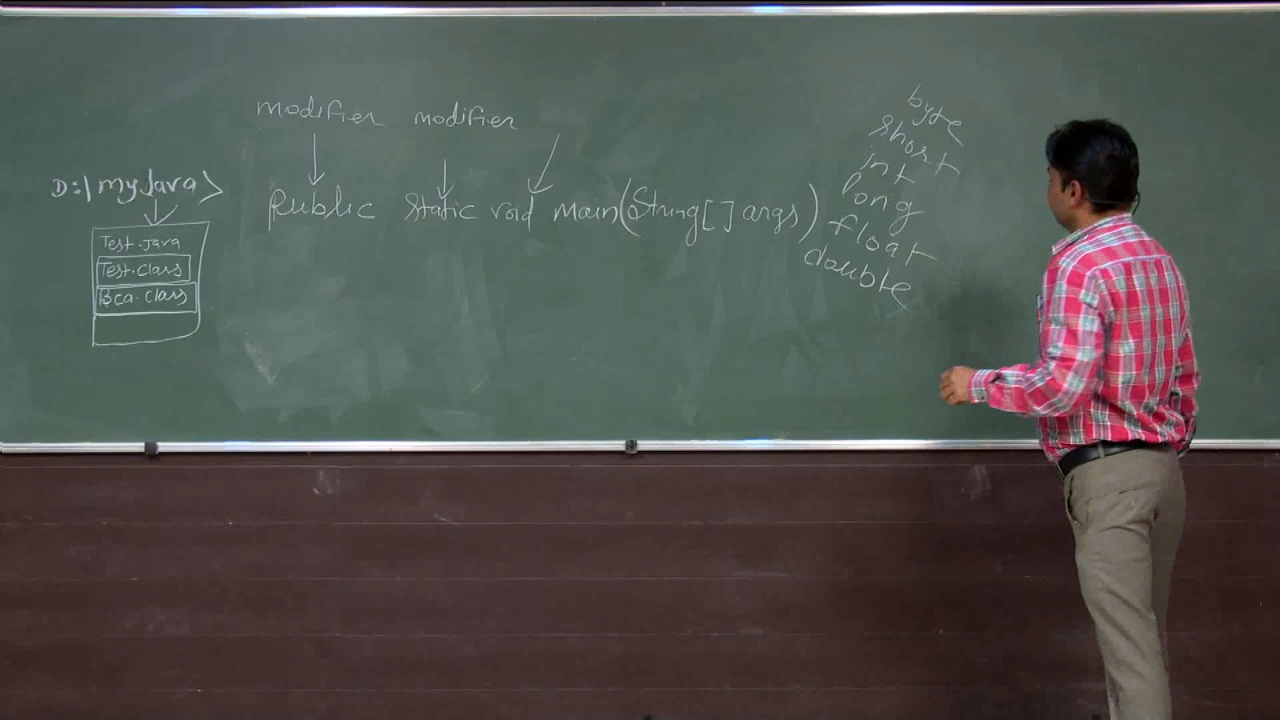 modifier modifier
D:\myJava>
Public static void main(String[] args)
Test.java
Test.class
Bca.class
byte
short
int
long
float
double